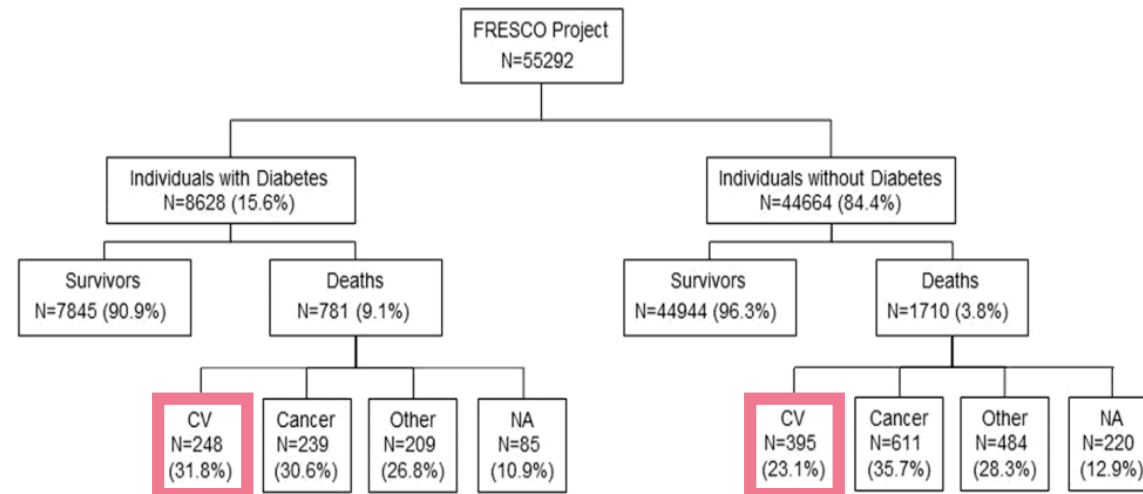 FRESCO Project
N=55292
Individuals with Diabetes
N=8628 (15.6%)
Individuals without Diabetes
N=44664 (84.4%)
Survivors
N=7845 (90.9%)
Deaths
N=781 (9.1%)
Survivors
N=44944 (96.3%)
Deaths
N=1710 (3.8%)
CV
N=248
(31.8%)
Cancer
N=239
(30.6%)
Other
N=209
(26.8%)
NA
N=85
(10.9%)
CV
N=395
(23.1%)
Cancer
N=611
(35.7%)
Other
N=484
(28.3%)
NA
N=220
(12.9%)